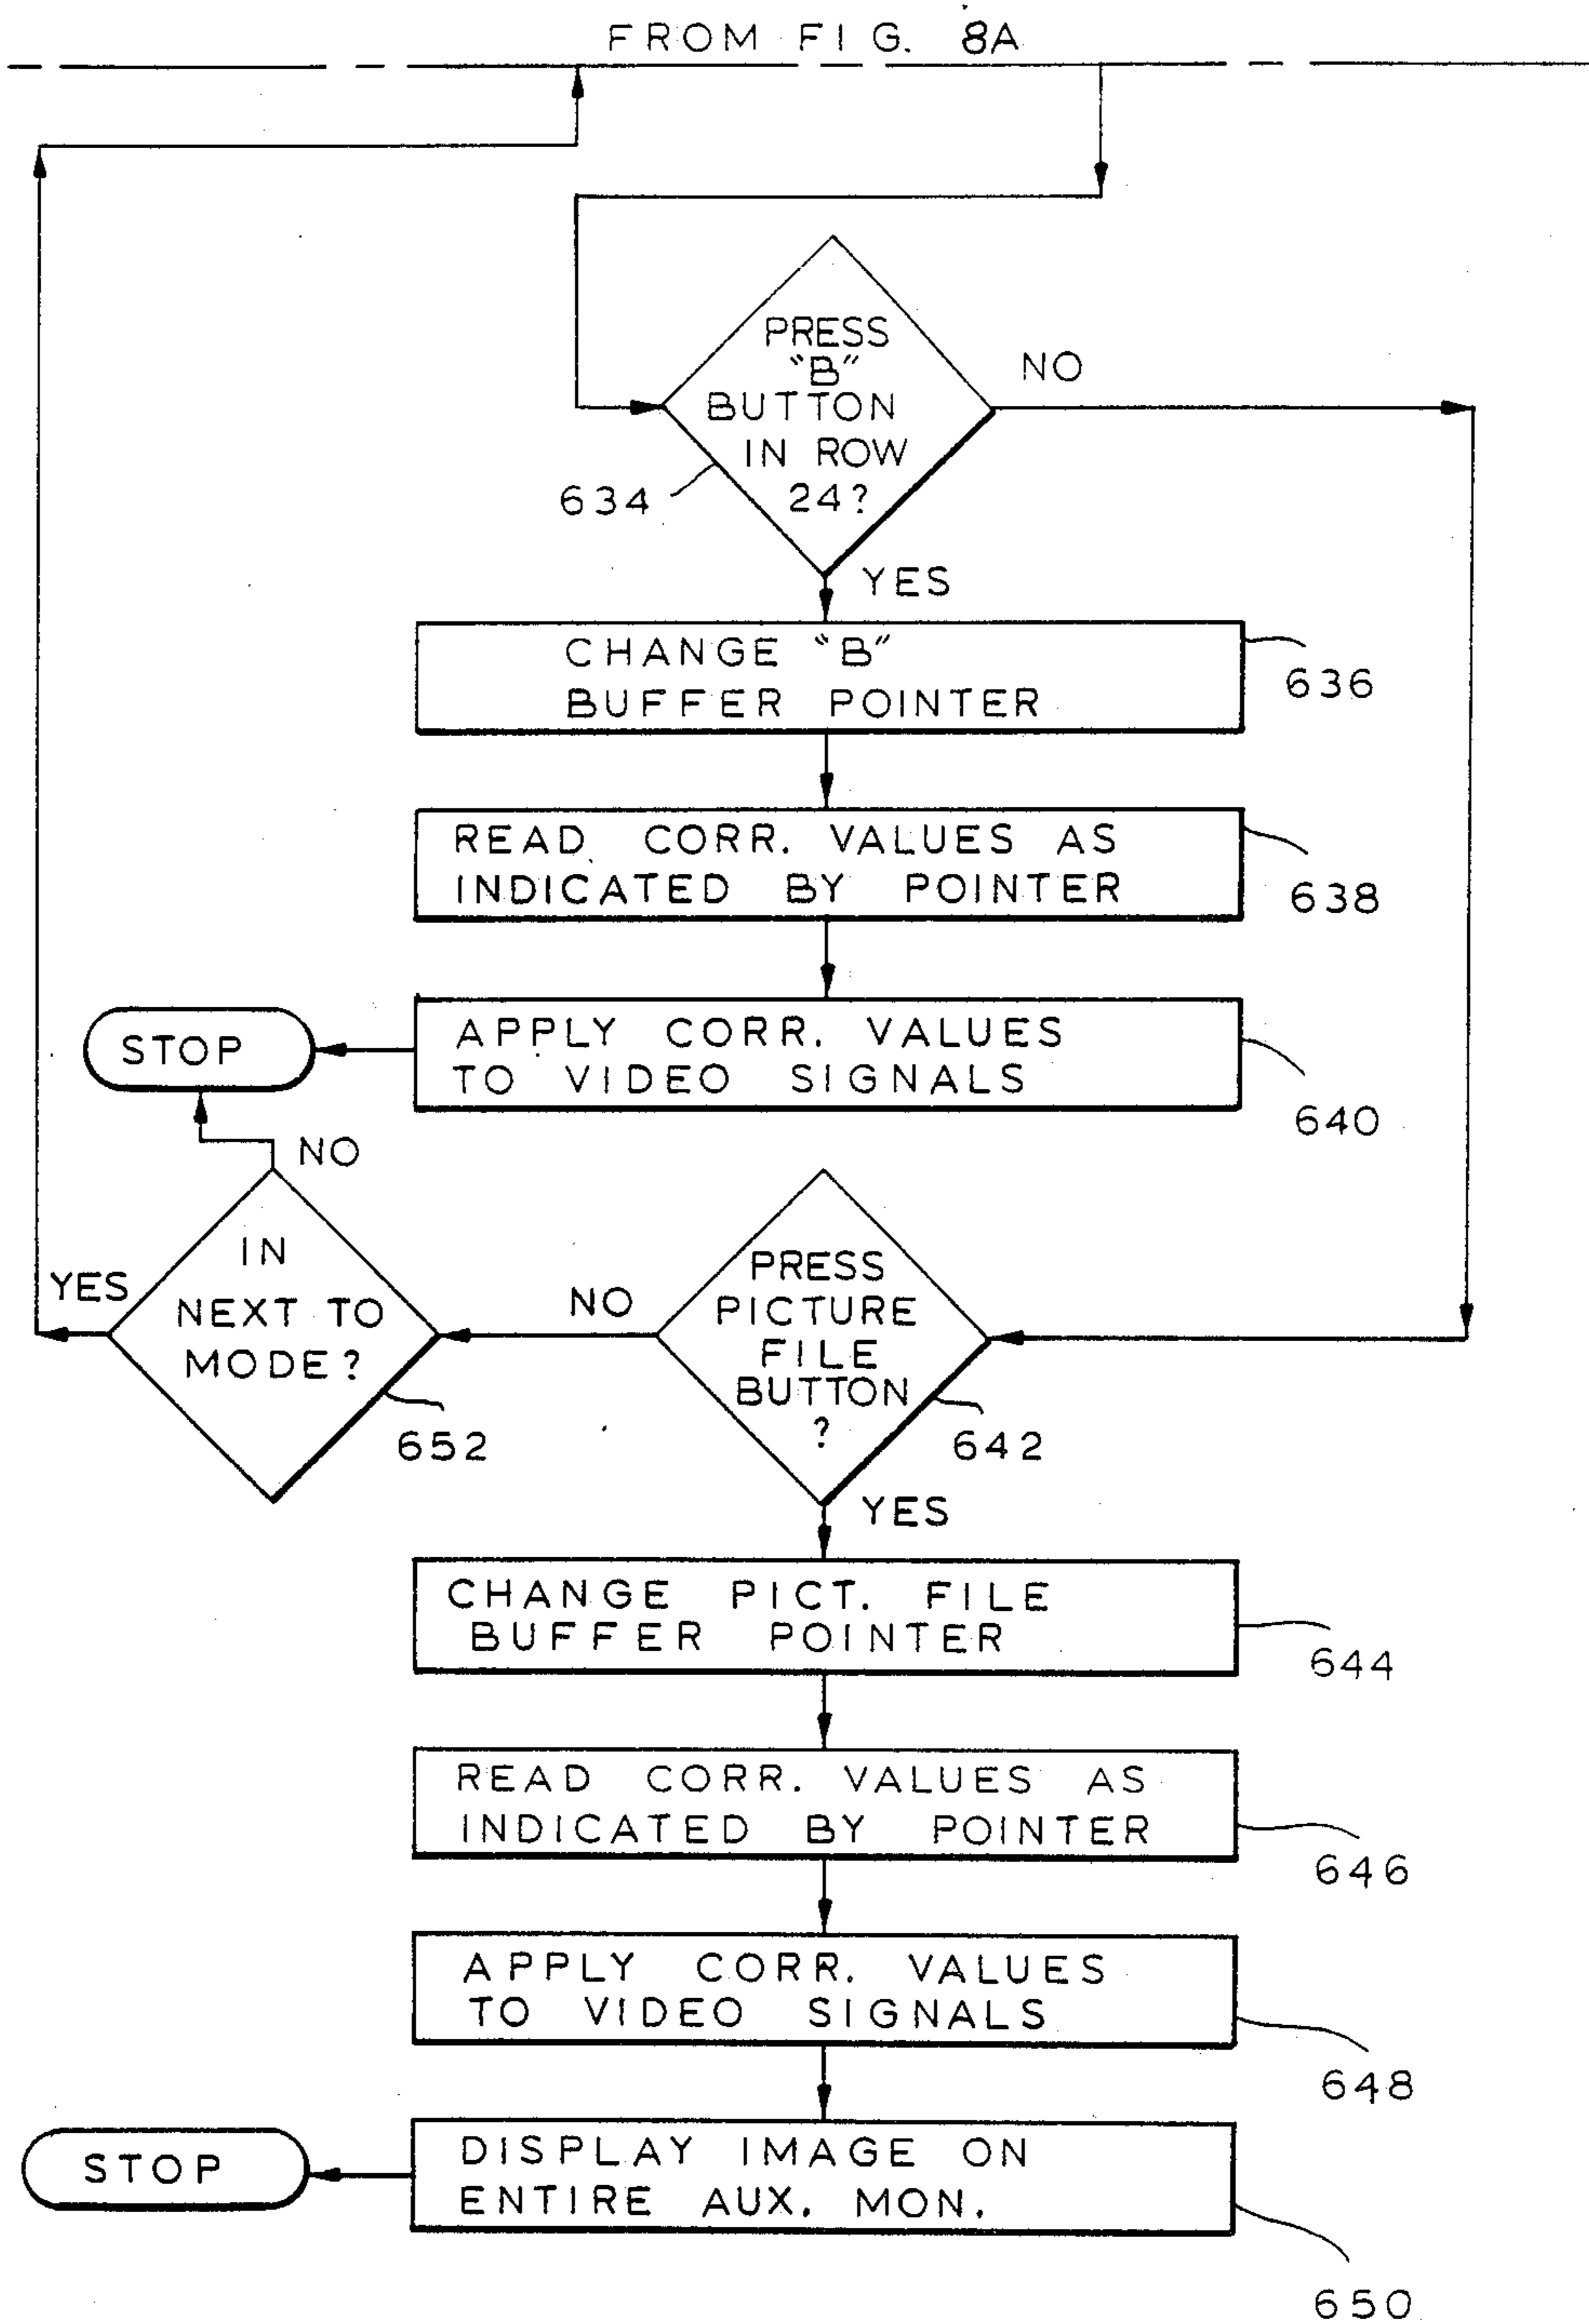 FROM FIG. 8A
PRESS
"B"
BUTTON
IN ROW
24?
NO
634
YES
CHANGE "B"
BUFFER POINTER
636
READ CORR. VALUES AS
INDICATED BY POINTER
638
STOP
APPLY CORR. VALUES
TO VIDEO SIGNALS
640
NO
IN
NEXT TO
MODE?
YES
652
NO
PRESS
PICTURE
FILE
BUTTON
?
642
YES
CHANGE PICT. FILE
BUFFER POINTER
644
READ CORR. VALUES AS
INDICATED BY POINTER
646
APPLY CORR. VALUES
TO VIDEO SIGNALS
648
STOP
DISPLAY IMAGE ON
ENTIRE AUX. MON.
650